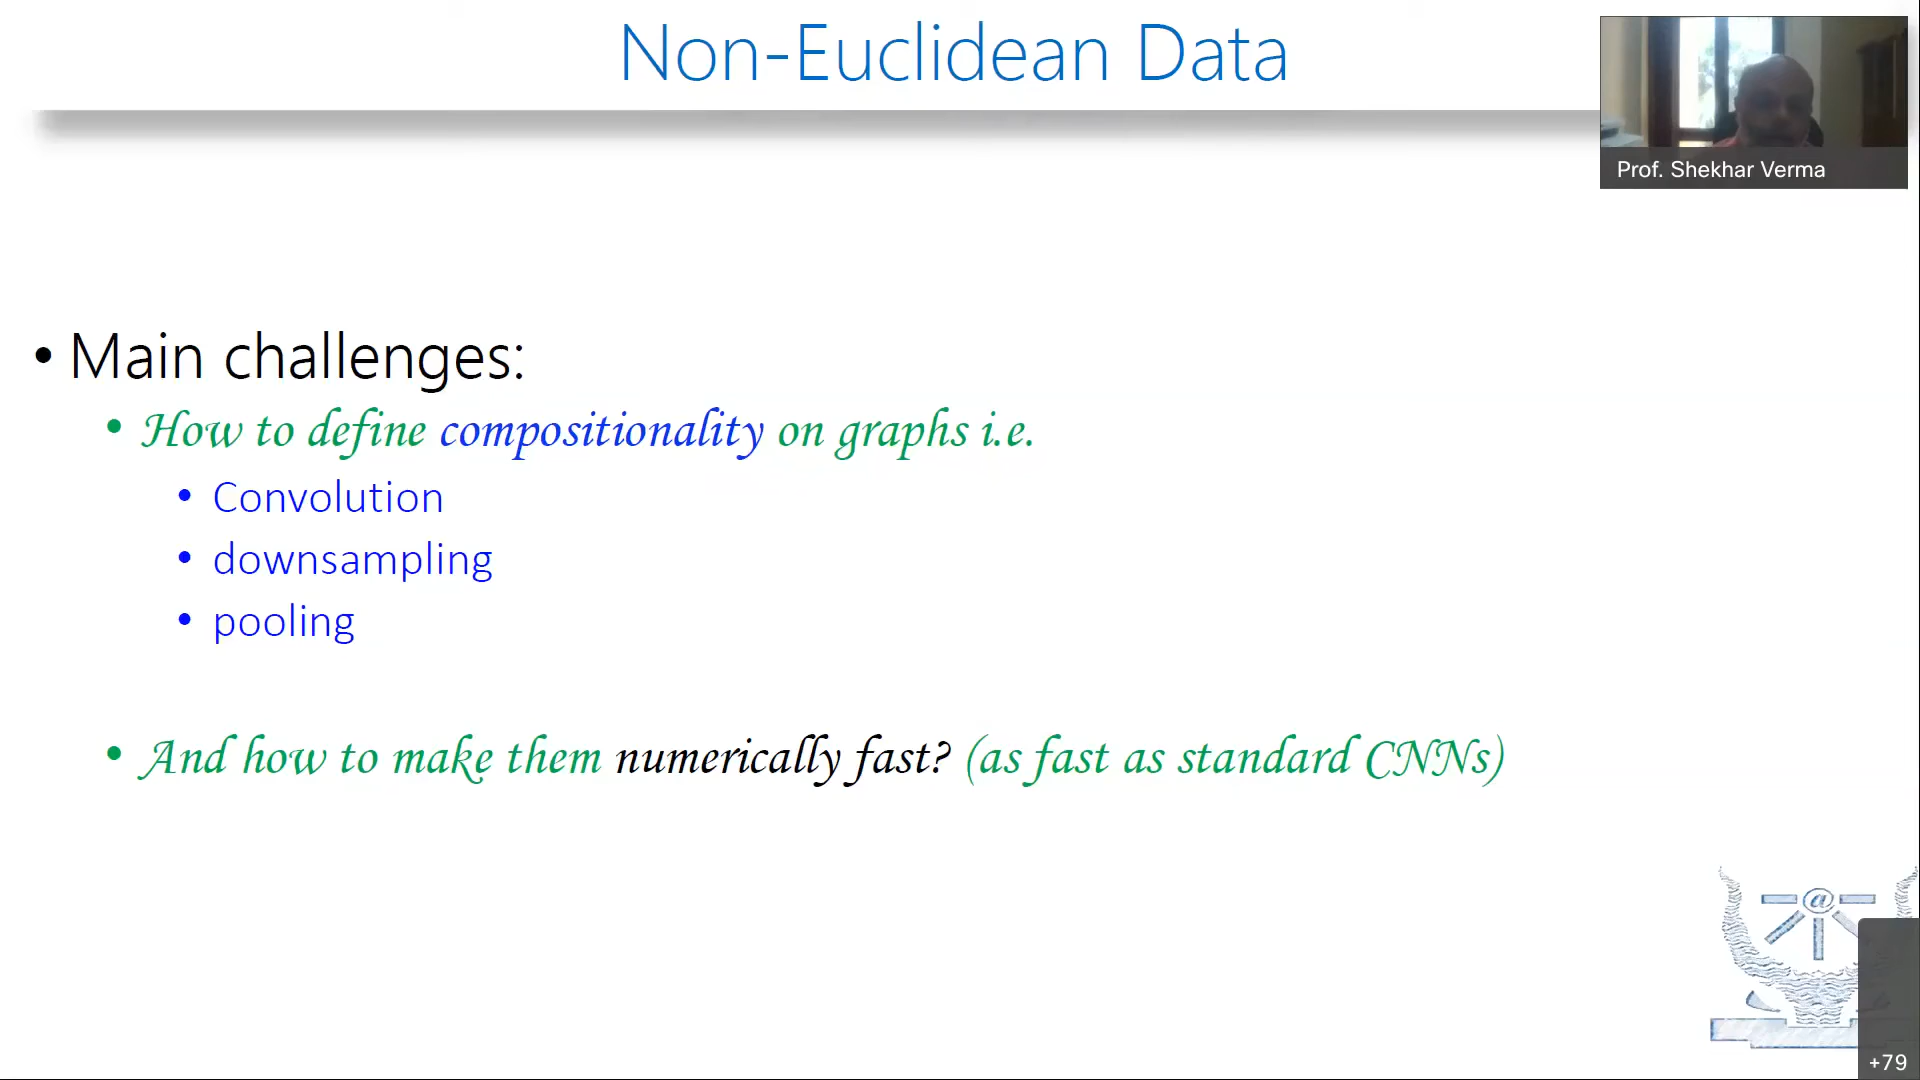 Non-Euclidean Data
Prof. Shekhar Verma
• Main challenges:
• How to define compositionality on graphs i.e.
• Convolution
• downsampling
• pooling
• And how to make them numerically fast? (as fast as standard CNNs)
@
+79